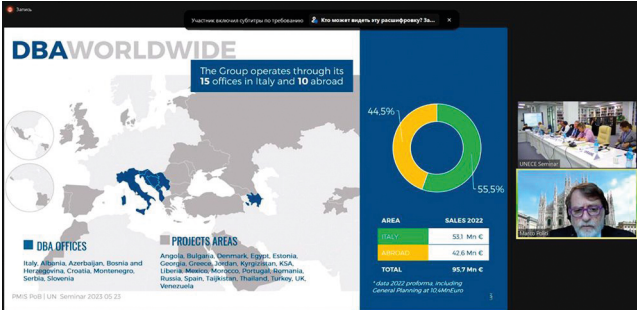 Запись
Участник включил субтитры по требованию
Кто может видеть эту расшифровку? За...
DBAWORLDWIDE
The Group operates through its
15 offices in Italy and 10 abroad
44,5%
55,5%
DBA OFFICES
Italy, Albania, Azerbaijan, Bosnia and
Herzegovina, Croatia, Montenegro,
Serbia, Slovenia
PROJECTS AREAS
Angola, Bulgaria, Denmark, Egypt, Estonia,
Georgia, Greece, Jordan, Kyrgizistan, KSA,
Liberia, Mexico, Morocco, Portugal, Romania,
Russia, Spain, Taijkistan, Thailand, Turkey, UK,
Venezuela
AREA SALES 2022
ITALY 53,1 Mn €
ABROAD 42,6 Mn €
TOTAL 95,7 Mn €
* data 2022 proforma, including
General Planning at 10,4MnEuro
PMIS PoB | UN Seminar 2023 05 23
UNECE Seminar